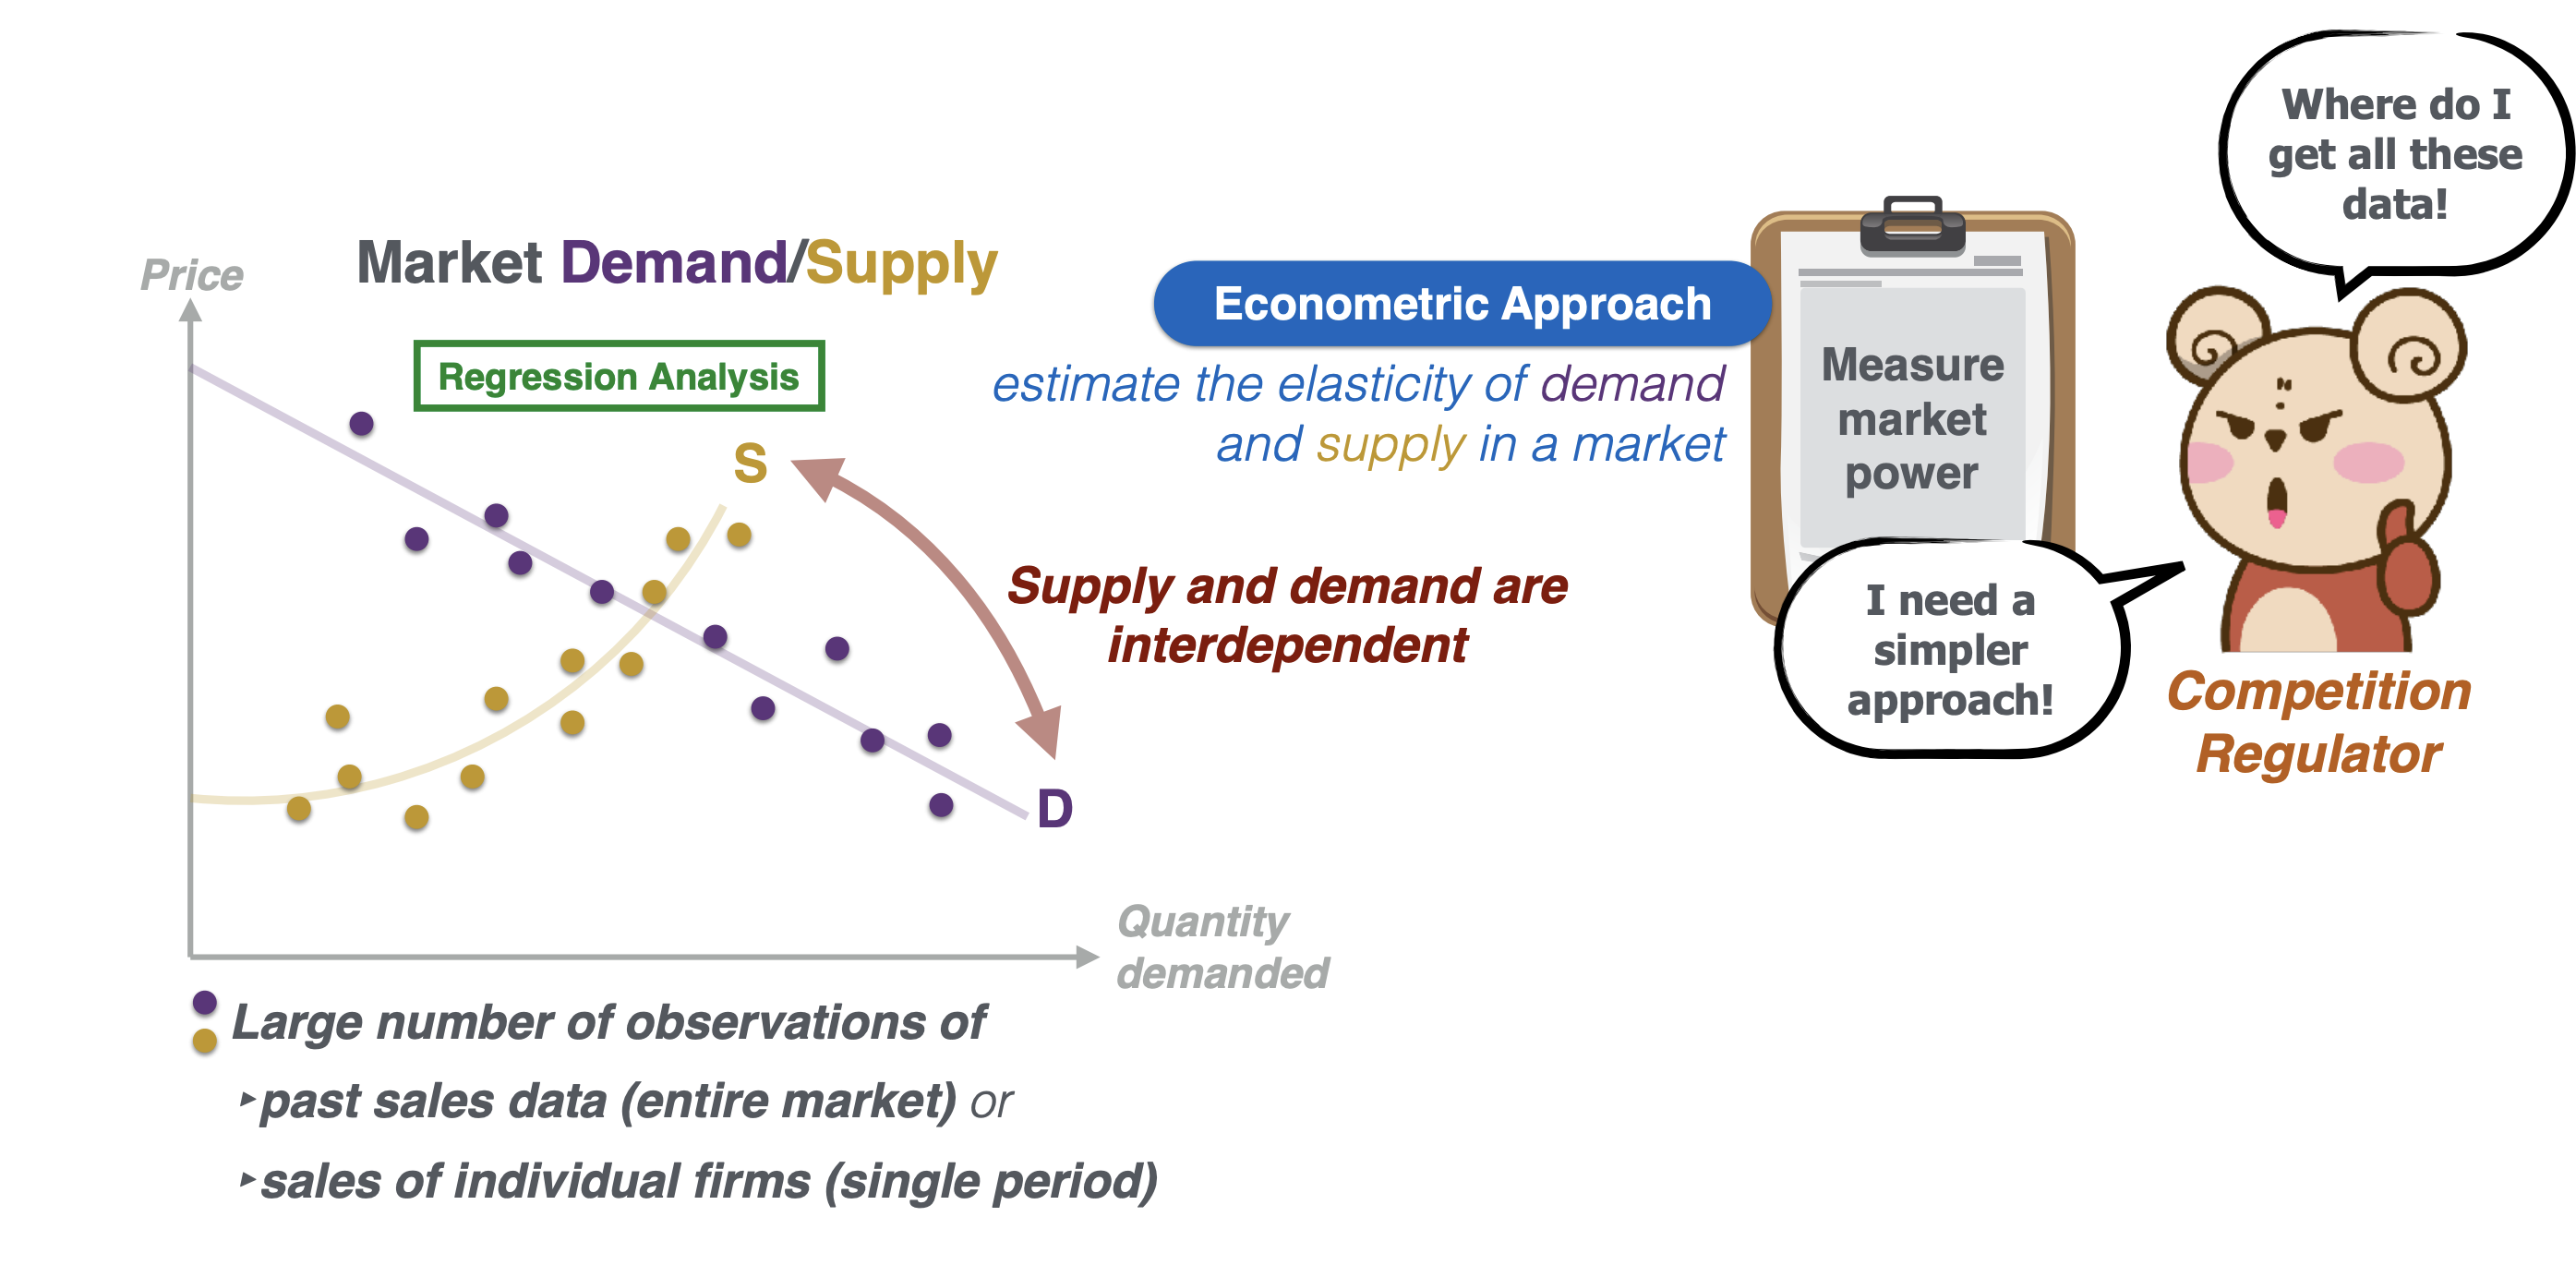 Where do I
get all these
data!
Market Demand/Supply
Price
Regression Analysis
Econometric Approach
estimate the elasticity of demand
and supply in a market
Measure
market
power
S
Supply and demand are
interdependent
I need a
simpler
approach!
Competition
Regulator
D
Quantity
demanded
Large number of observations of
‣past sales data (entire market) or
‣sales of individual firms (single period)